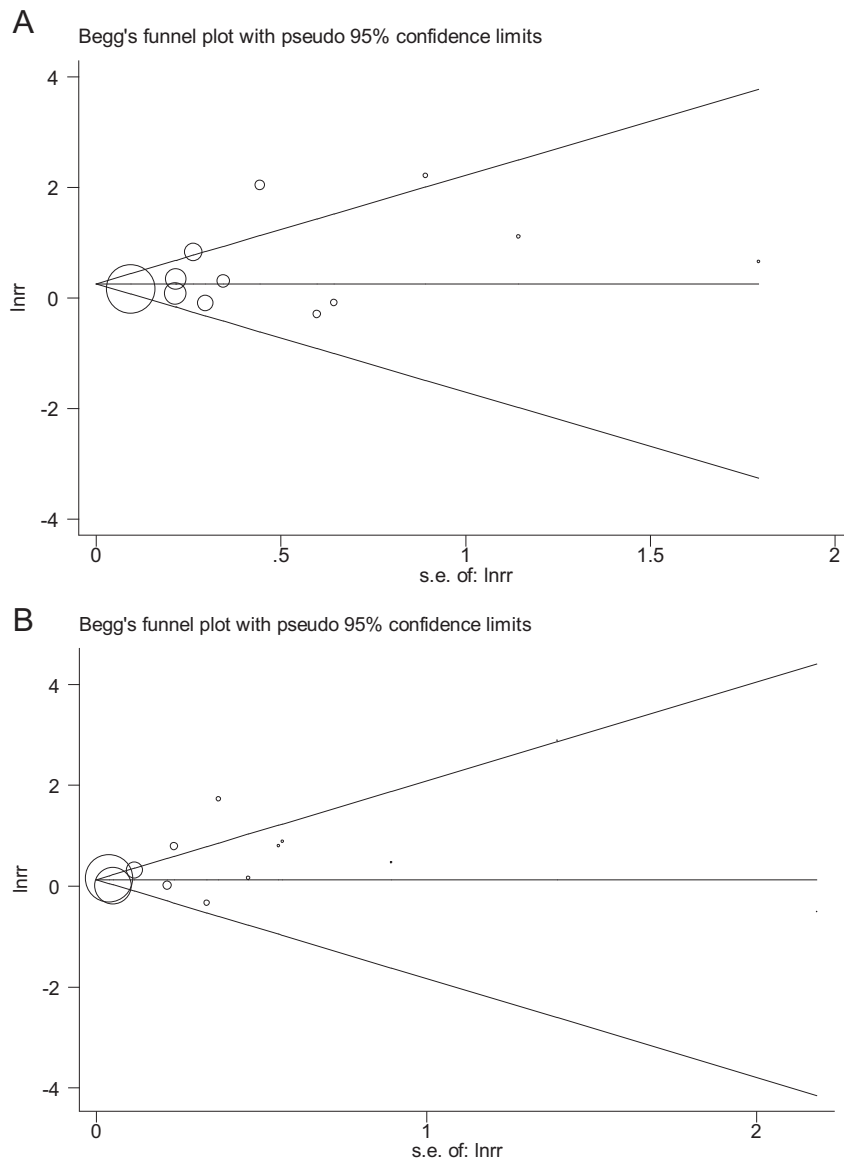 A
Begg's funnel plot with pseudo 95% confidence limits
4
2
lnrr
0
-2
-4
0
.5
1
1.5
2
s.e. of: lnrr
B
Begg's funnel plot with pseudo 95% confidence limits
4
2
lnrr
0
-2
-4
0
1
2
s.e. of: lnrr